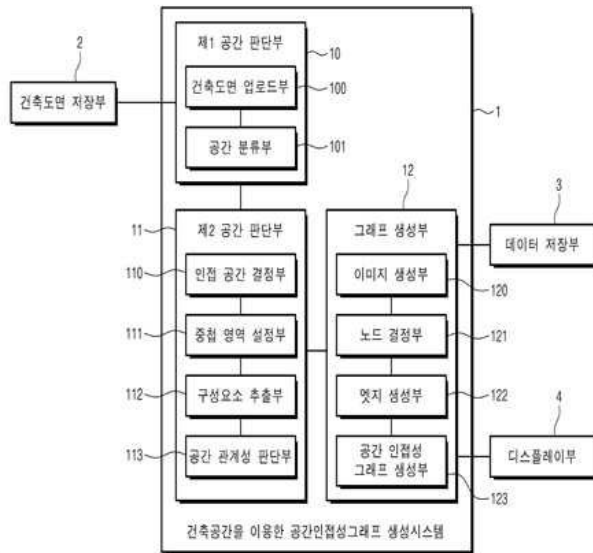 2
건축도면 저장부
제1 공간 판단부
10
건축도면 업로드부
100
공간 분류부
101
1
11
제2 공간 판단부
110
인접 공간 결정부
111
중첩 영역 설정부
112
구성요소 추출부
113
공간 관계성 판단부
12
그래프 생성부
이미지 생성부
120
노드 결정부
121
엣지 생성부
122
공간 인접성
그래프 생성부
123
3
데이터 저장부
4
디스플레이부
건축공간을 이용한 공간인접성그래프 생성시스템